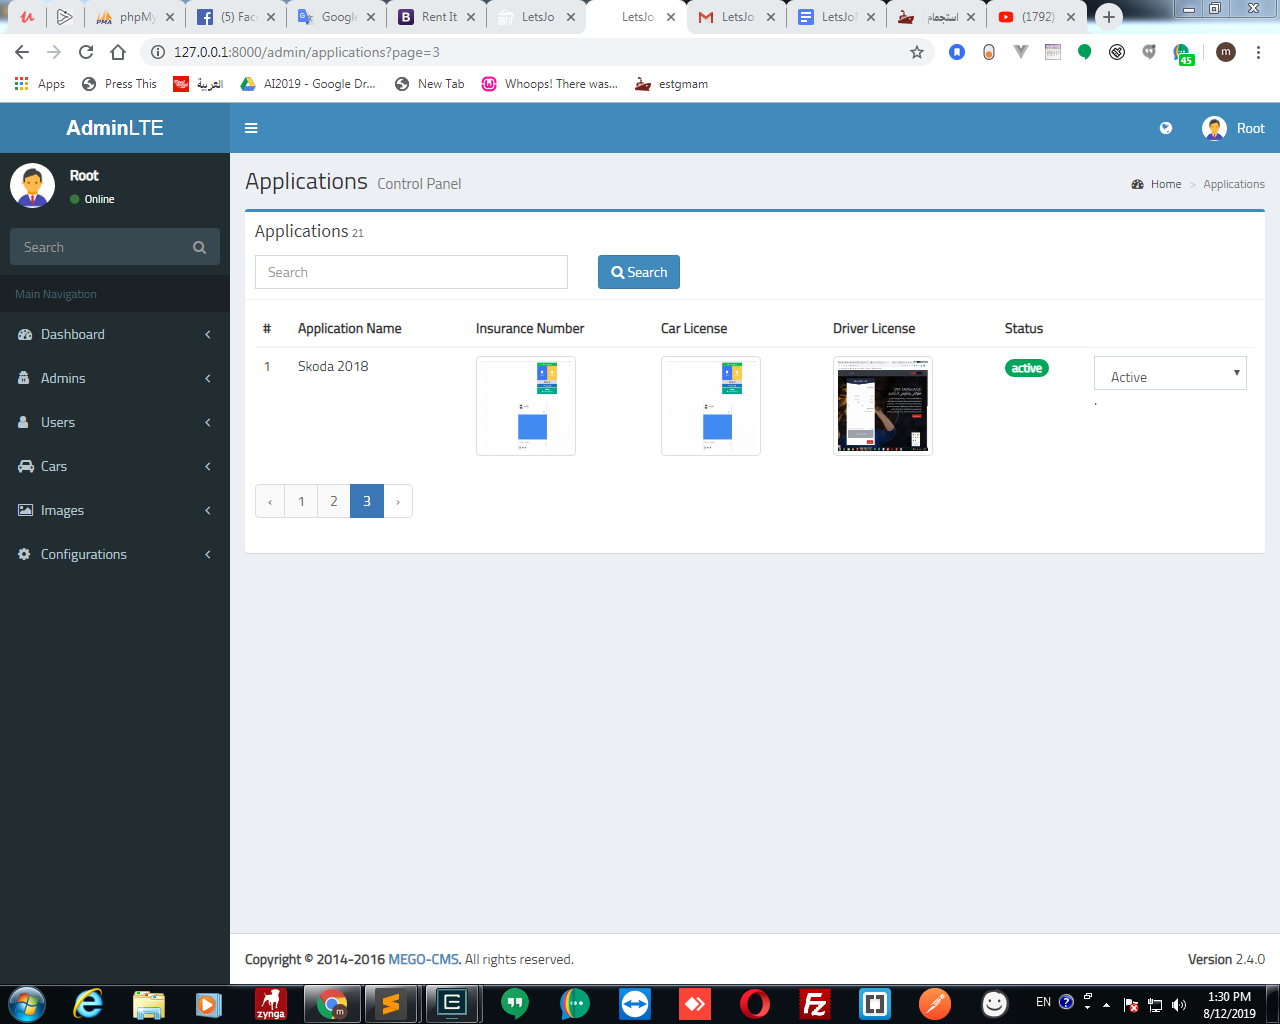 phpMy
(5) Fac
Google
Rent It
LetsJo
LetsJo
LetsJo
LetsJol
استجمام
(1792)
127.0.0.1:8000/admin/applications?page=3
45
m
Apps
Press This
العربية
AI2019 - Google Dr...
New Tab
Whoops! There was...
estgmam
AdminLTE
Root
Root
Online
Search
Main Navigation
Dashboard
Admins
Users
Cars
Images
Configurations
Applications Control Panel
Home > Applications
Applications 21
Search
Search
# Application Name Insurance Number Car License Driver License Status
1 Skoda 2018 active Active
.
‹ 1 2 3 ›
Copyright © 2014-2016 MEGO-CMS. All rights reserved.
Version 2.4.0
zynga
m
EN
1:30 PM
8/12/2019